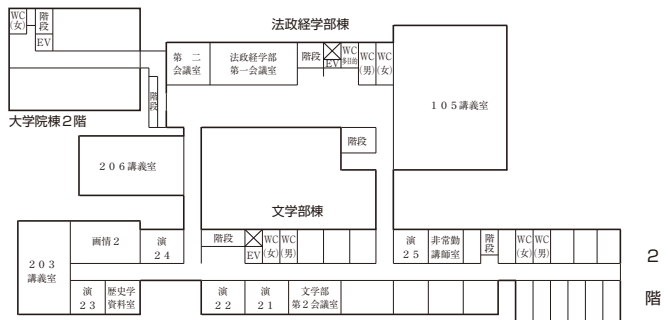 法政経学部棟
WC
(女)
階
段
EV
第　二
会議室
法政経学部
第一会議室
階段
EV
WC
多目的
WC
(男)
WC
(女)
階
段
105講義室
大学院棟2階
206講義室
階段
文学部棟
203
講義室
画情2
演
24
階段
EV
WC
(女)
WC
(男)
演
25
非常勤
講師室
階
段
WC
(女)
WC
(男)
演
23
歴史学
資料室
演
22
演
21
文学部
第2会議室
2
階